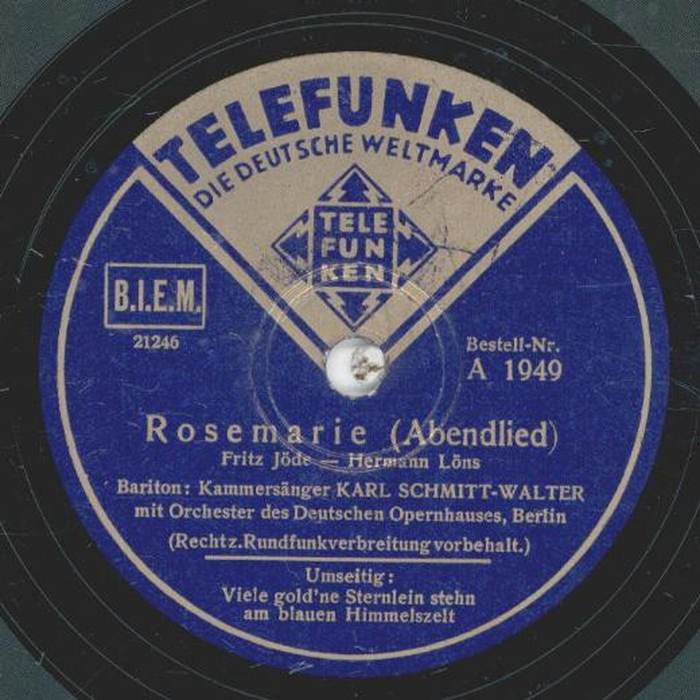 TELEFUNKEN
DIE DEUTSCHE WELTMARKE
TELE
FUN
KEN
B.I.E.M.
21246
Bestell-Nr.
A 1949
Rosemarie (Abendlied)
Fritz Jöde — Hermann Löns
Bariton: Kammersänger KARL SCHMITT-WALTER
mit Orchester des Deutschen Opernhauses, Berlin
(Recht z. Rundfunkverbreitung vorbehalt.)
Umseitig:
Viele gold'ne Sternlein stehn
am blauen Himmelszelt